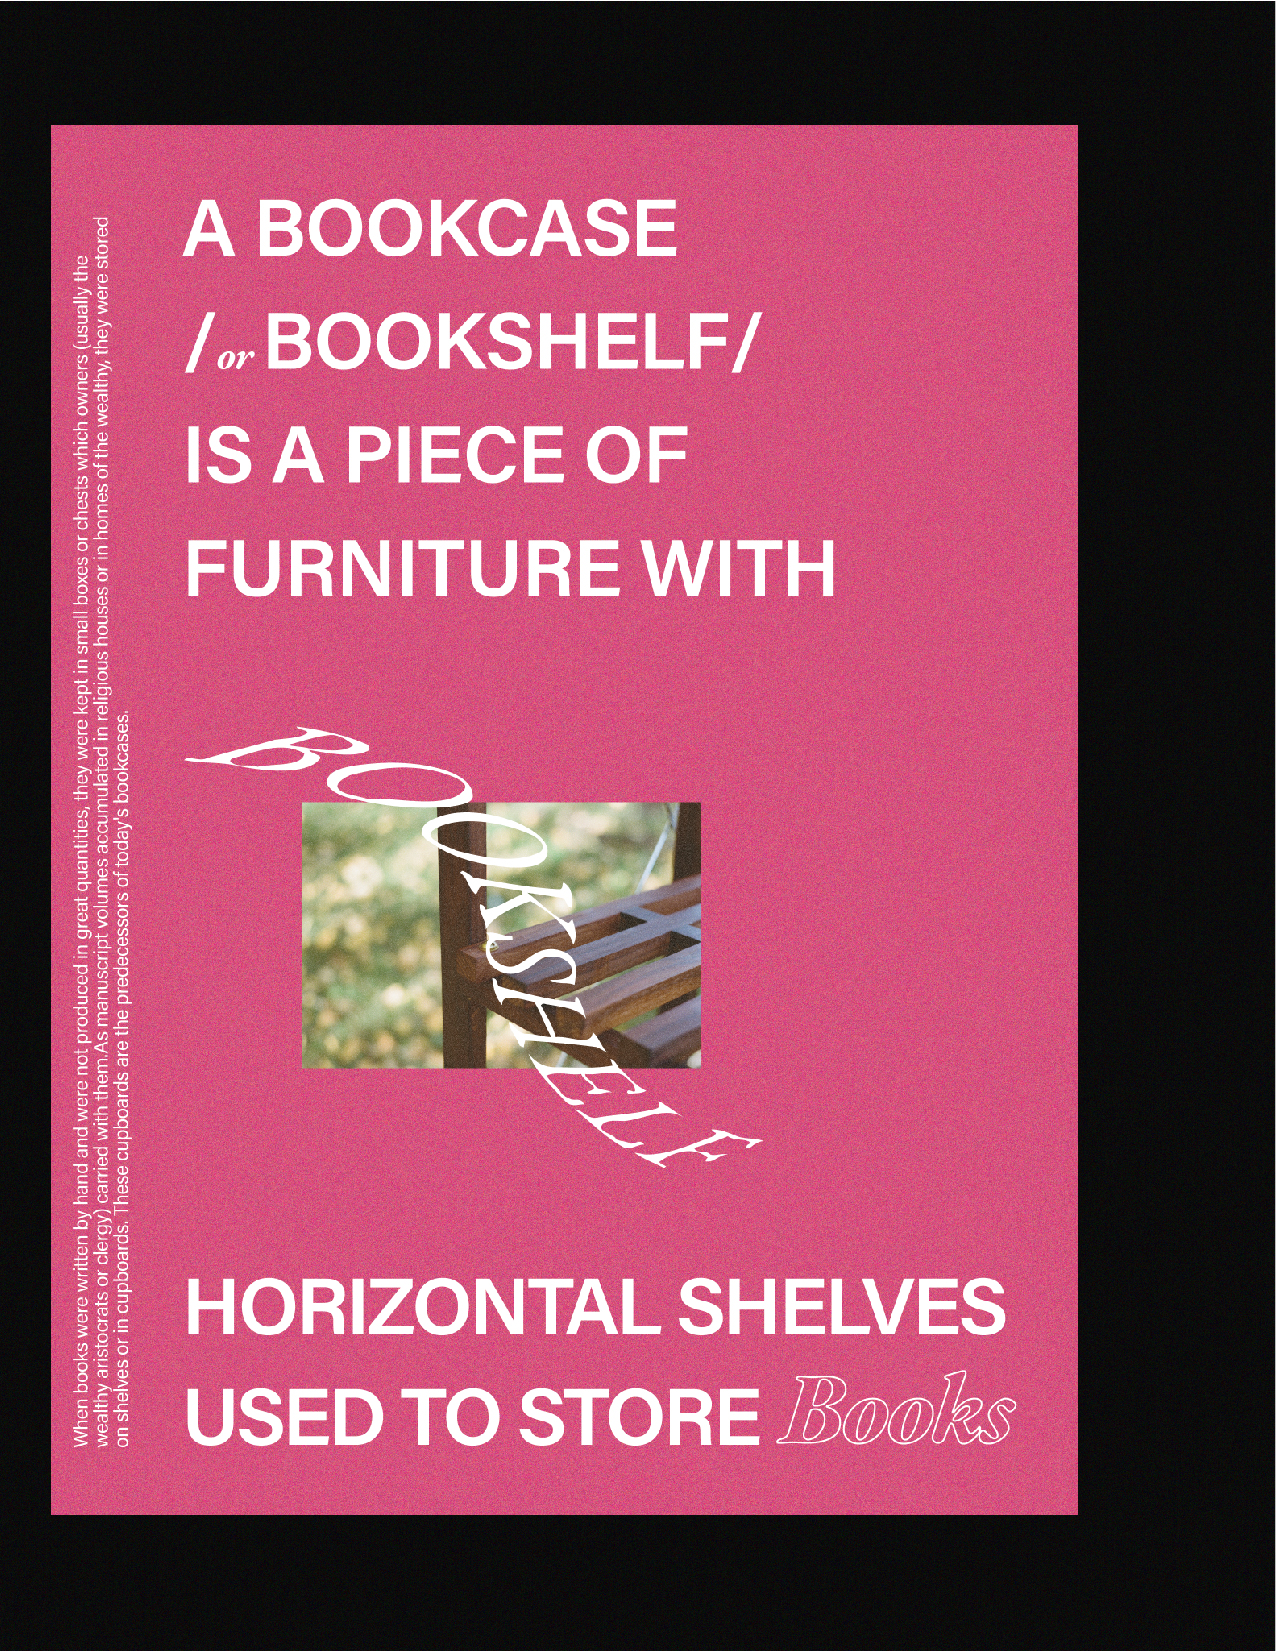 A BOOKCASE
/or BOOKSHELF/
IS A PIECE OF
FURNITURE WITH
BOOKSHELF
HORIZONTAL SHELVES
USED TO STORE Books
When books were written by hand and were not produced in great quantities, they were kept in small boxes or chests which owners (usually the
wealthy aristocrats or clergy) carried with them.As manuscript volumes accumulated in religious houses or in homes of the wealthy, they were stored
on shelves or in cupboards. These cupboards are the predecessors of today's bookcases.